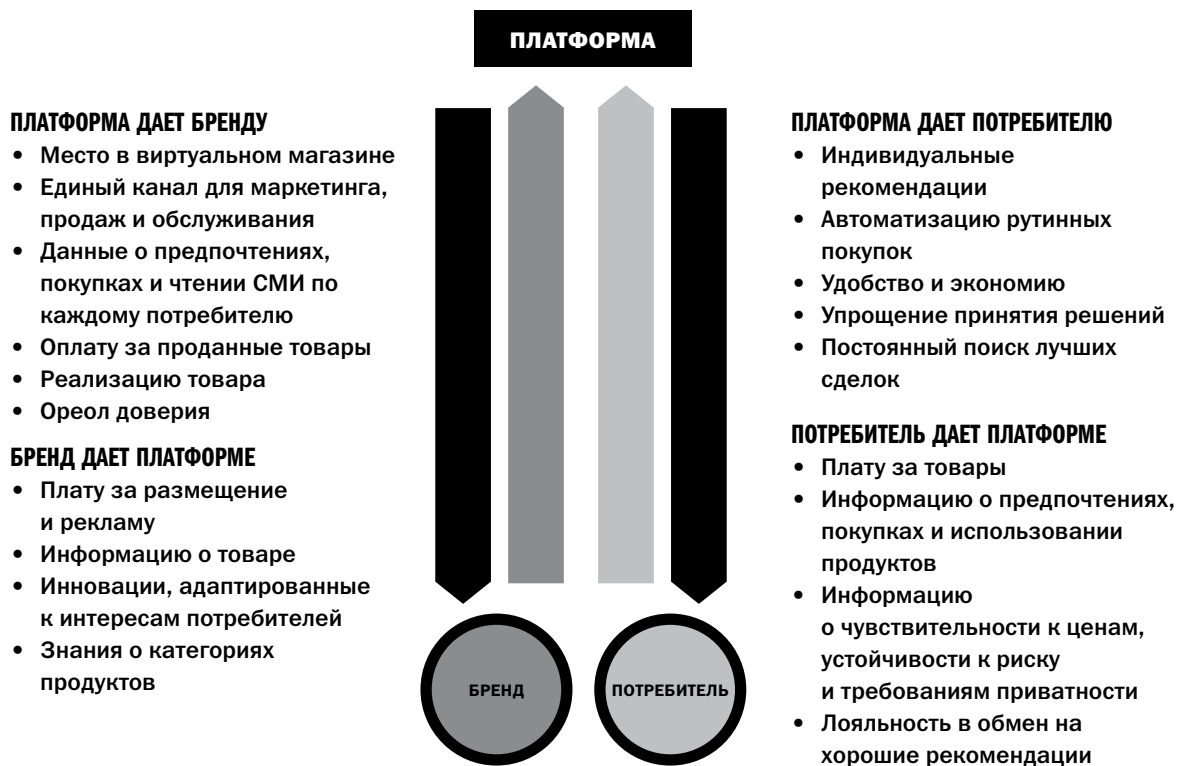 ПЛАТФОРМА
ПЛАТФОРМА ДАЕТ БРЕНДУ
• Место в виртуальном магазине
• Единый канал для маркетинга,
продаж и обслуживания
• Данные о предпочтениях,
покупках и чтении СМИ по
каждому потребителю
• Оплату за проданные товары
• Реализацию товара
• Ореол доверия
БРЕНД ДАЕТ ПЛАТФОРМЕ
• Плату за размещение
и рекламу
• Информацию о товаре
• Инновации, адаптированные
к интересам потребителей
• Знания о категориях
продуктов
БРЕНД
ПОТРЕБИТЕЛЬ
ПЛАТФОРМА ДАЕТ ПОТРЕБИТЕЛЮ
• Индивидуальные
рекомендации
• Автоматизацию рутинных
покупок
• Удобство и экономию
• Упрощение принятия решений
• Постоянный поиск лучших
сделок
ПОТРЕБИТЕЛЬ ДАЕТ ПЛАТФОРМЕ
• Плату за товары
• Информацию о предпочтениях,
покупках и использовании
продуктов
• Информацию
о чувствительности к ценам,
устойчивости к риску
и требованиям приватности
• Лояльность в обмен на
хорошие рекомендации